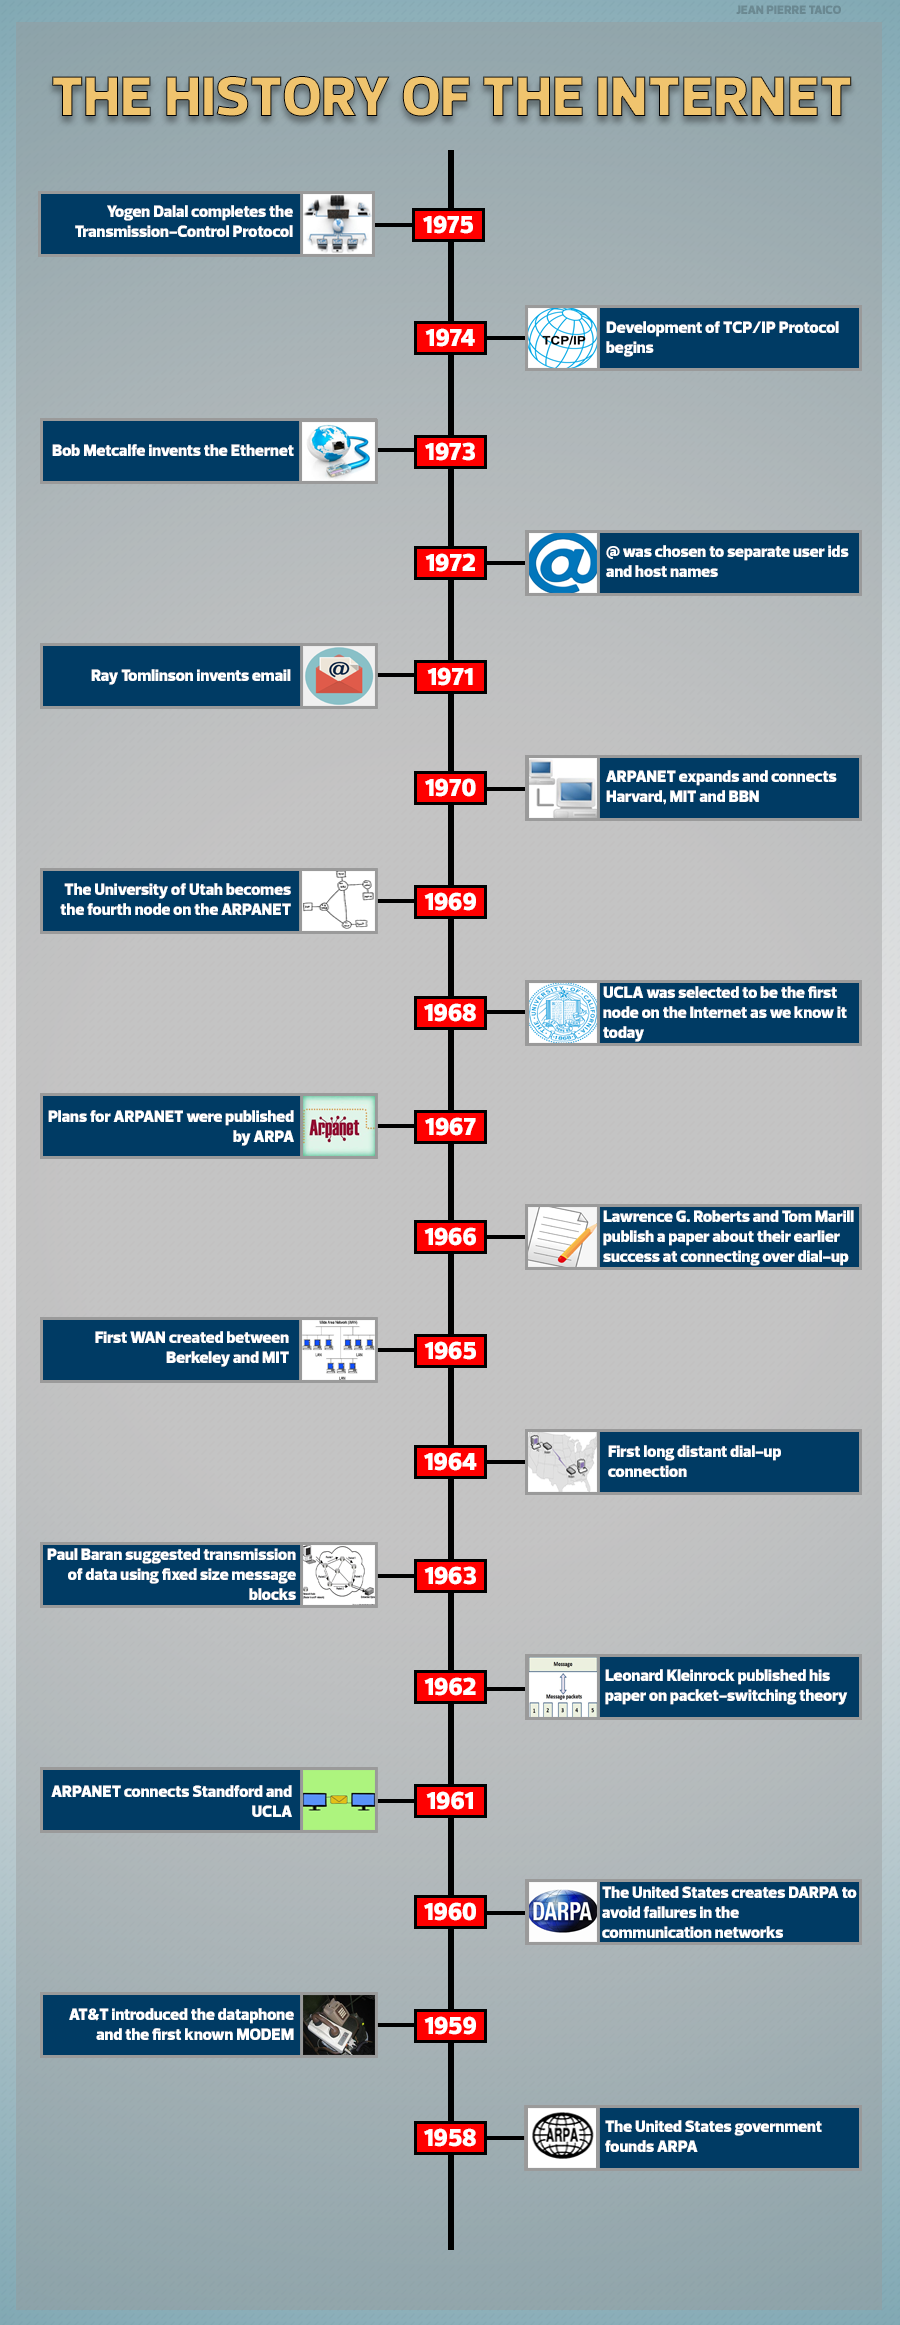 JEAN PIERRE TAICO
THE HISTORY OF THE INTERNET
Yogen Dalal completes the
Transmission-Control Protocol
1975
1974
TCP/IP
Development of TCP/IP Protocol
begins
Bob Metcalfe invents the Ethernet
1973
1972
@
@ was chosen to separate user ids
and host names
Ray Tomlinson invents email
@
1971
1970
ARPANET expands and connects
Harvard, MIT and BBN
The University of Utah becomes
the fourth node on the ARPANET
1969
1968
UCLA was selected to be the first
node on the Internet as we know it
today
Plans for ARPANET were published
by ARPA
Arpanet
1967
1966
Lawrence G. Roberts and Tom Marill
publish a paper about their earlier
success at connecting over dial-up
First WAN created between
Berkeley and MIT
LAN
LAN
LAN
1965
1964
First long distant dial-up
connection
Paul Baran suggested transmission
of data using fixed size message
blocks
1963
1962
Message
Message packets
1 2 3 4 5
Leonard Kleinrock published his
paper on packet-switching theory
ARPANET connects Standford and
UCLA
1961
1960
DARPA
The United States creates DARPA to
avoid failures in the
communication networks
AT&T introduced the dataphone
and the first known MODEM
1959
1958
ARPA
The United States government
founds ARPA